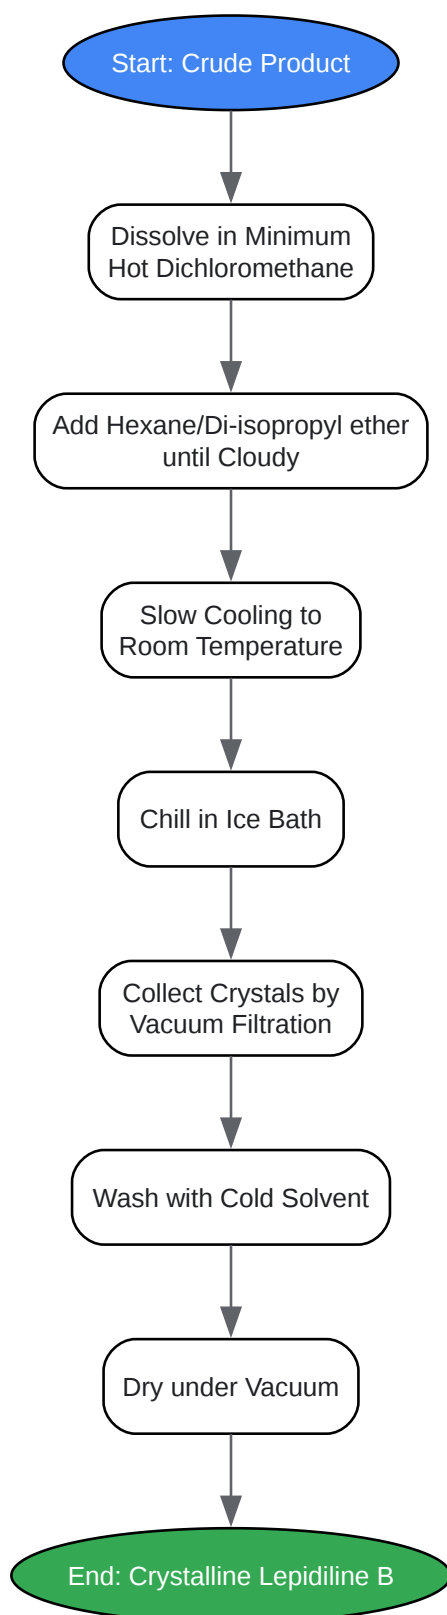 Start: Crude Product
Dissolve in Minimum
Hot Dichloromethane
Add Hexane/Di-isopropyl ether
until Cloudy
Slow Cooling to
Room Temperature
Chill in Ice Bath
Collect Crystals by
Vacuum Filtration
Wash with Cold Solvent
Dry under Vacuum
End: Crystalline Lepidiline B